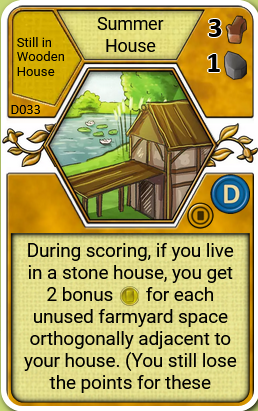 Still in
Wooden
House
Summer
House
3
1
D033
D
During scoring, if you live
in a stone house, you get
2 bonus for each
unused farmyard space
orthogonally adjacent to
your house. (You still lose
the points for these